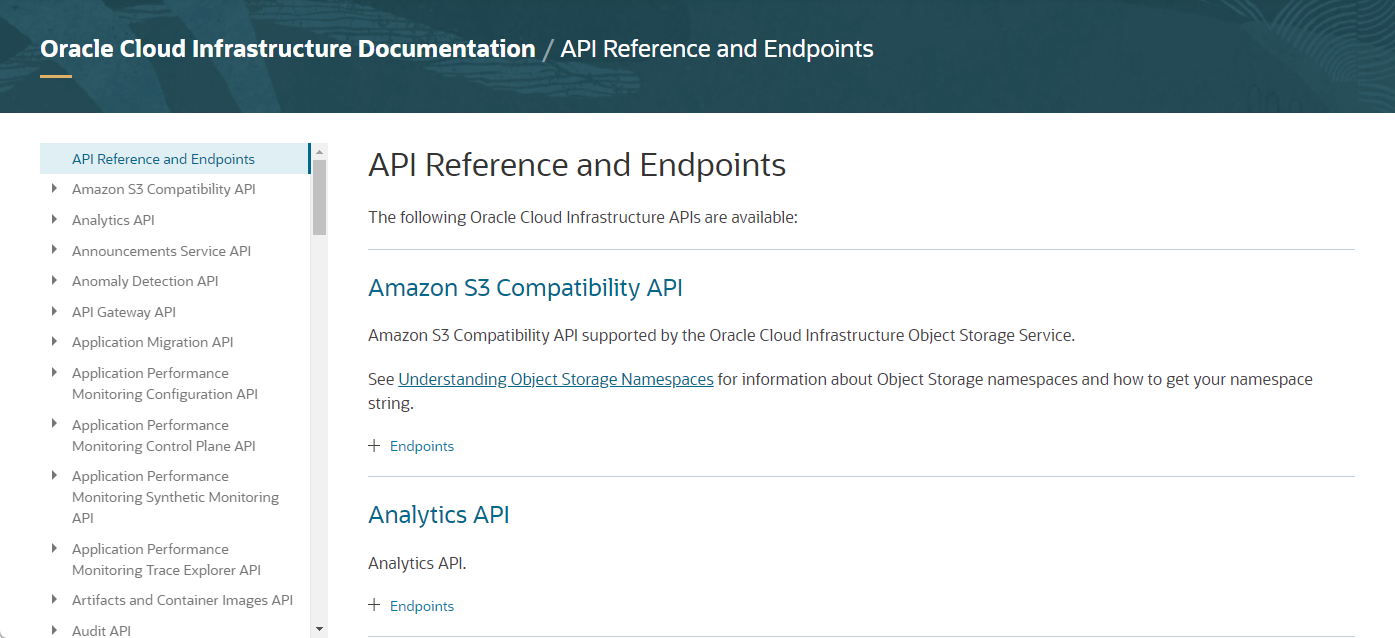 Oracle Cloud Infrastructure Documentation / API Reference and Endpoints
API Reference and Endpoints
Amazon S3 Compatibility API
Analytics API
Announcements Service API
Anomaly Detection API
API Gateway API
Application Migration API
Application Performance
Monitoring Configuration API
Application Performance
Monitoring Control Plane API
Application Performance
Monitoring Synthetic Monitoring
API
Application Performance
Monitoring Trace Explorer API
Artifacts and Container Images API
Audit API
API Reference and Endpoints
The following Oracle Cloud Infrastructure APIs are available:
Amazon S3 Compatibility API
Amazon S3 Compatibility API supported by the Oracle Cloud Infrastructure Object Storage Service.
See Understanding Object Storage Namespaces for information about Object Storage namespaces and how to get your namespace
string.
Endpoints
Analytics API
Analytics API.
Endpoints